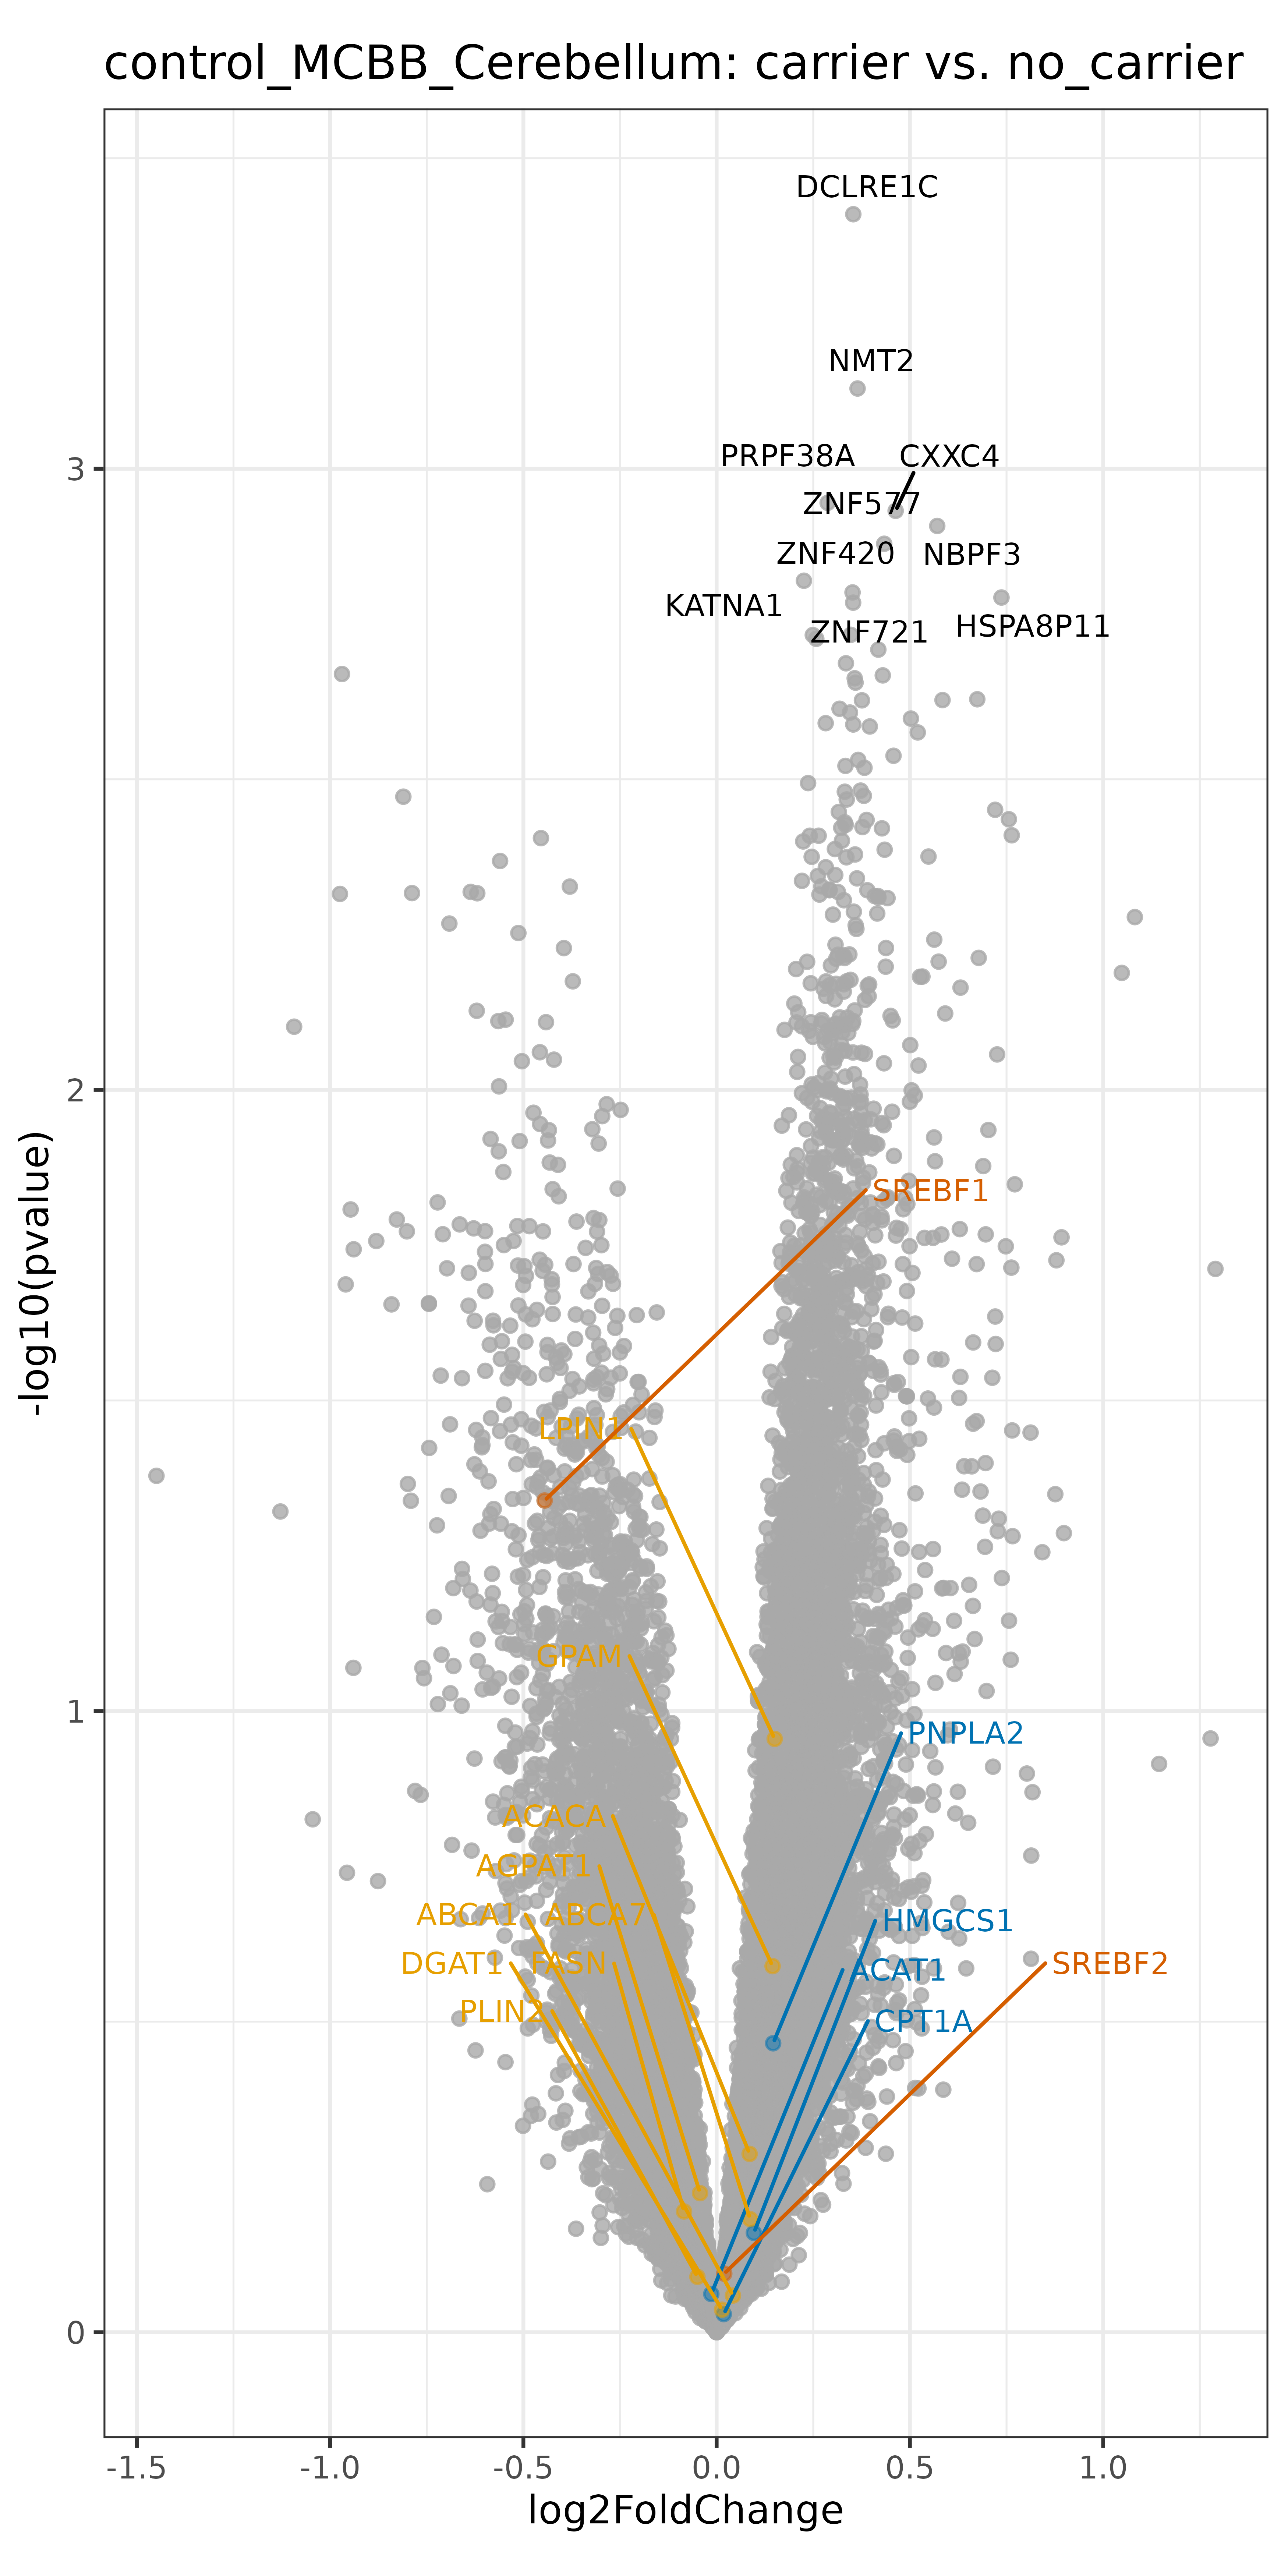 control_MCBB_Cerebellum: carrier vs. no_carrier
DCLRE1C
NMT2
PRPF38A
CXXC4
3
ZNF577
ZNF420
NBPF3
KATNA1
HSPA8P11
ZNF721
2
SREBF1
-log10(pvalue)
LPIN1
GPAM
1
PNPLA2
ACACA
AGPAT1
ABCA1
ABCA7
HMGCS1
DGAT1
FASN
ACAT1
SREBF2
PLIN2
CPT1A
0
-1.5
-1.0
-0.5
0.0
0.5
1.0
log2FoldChange